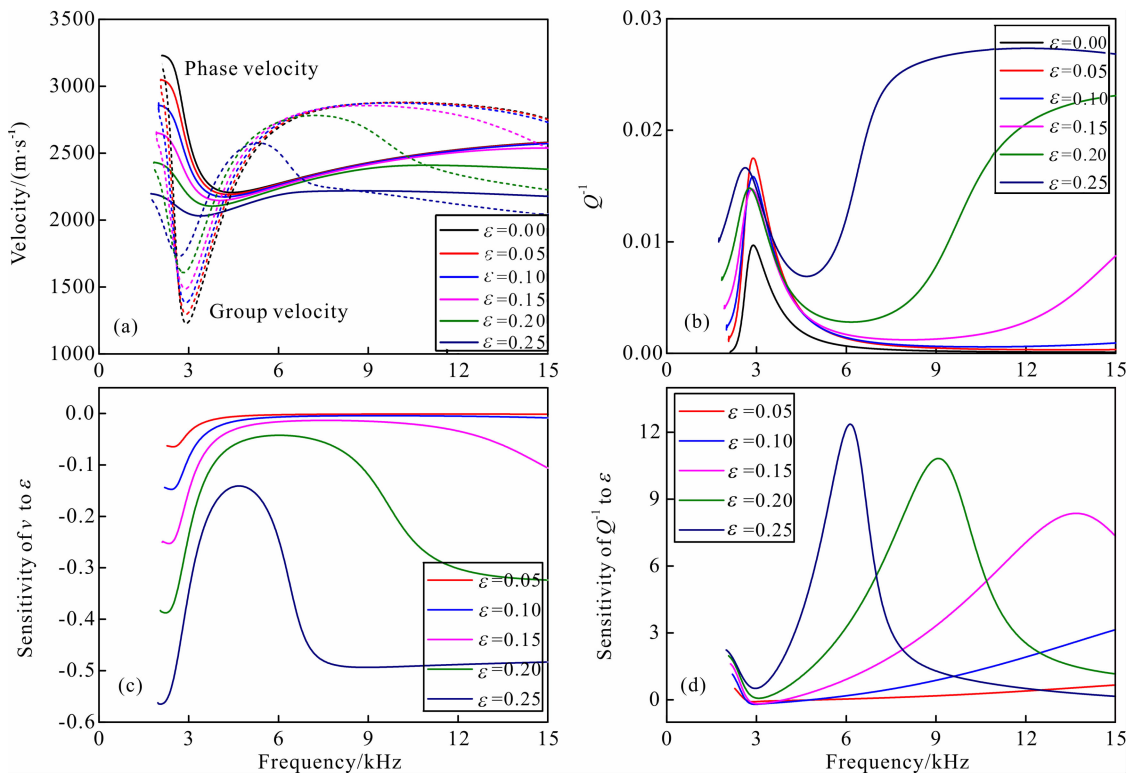 3500
3000
2500
2000
1500
1000
Velocity/(m·s⁻¹)
Phase velocity
Group velocity
(a)
ε=0.00
ε=0.05
ε=0.10
ε=0.15
ε=0.20
ε=0.25
0 3 6 9 12 15
0.03
0.02
0.01
0.00
Q⁻¹
(b)
ε=0.00
ε=0.05
ε=0.10
ε=0.15
ε=0.20
ε=0.25
0 3 6 9 12 15
0.0
-0.1
-0.2
-0.3
-0.4
-0.5
-0.6
Sensitivity of v to ε
(c)
ε=0.05
ε=0.10
ε=0.15
ε=0.20
ε=0.25
0 3 6 9 12 15
Frequency/kHz
12
9
6
3
0
Sensitivity of Q⁻¹ to ε
(d)
ε=0.05
ε=0.10
ε=0.15
ε=0.20
ε=0.25
0 3 6 9 12 15
Frequency/kHz